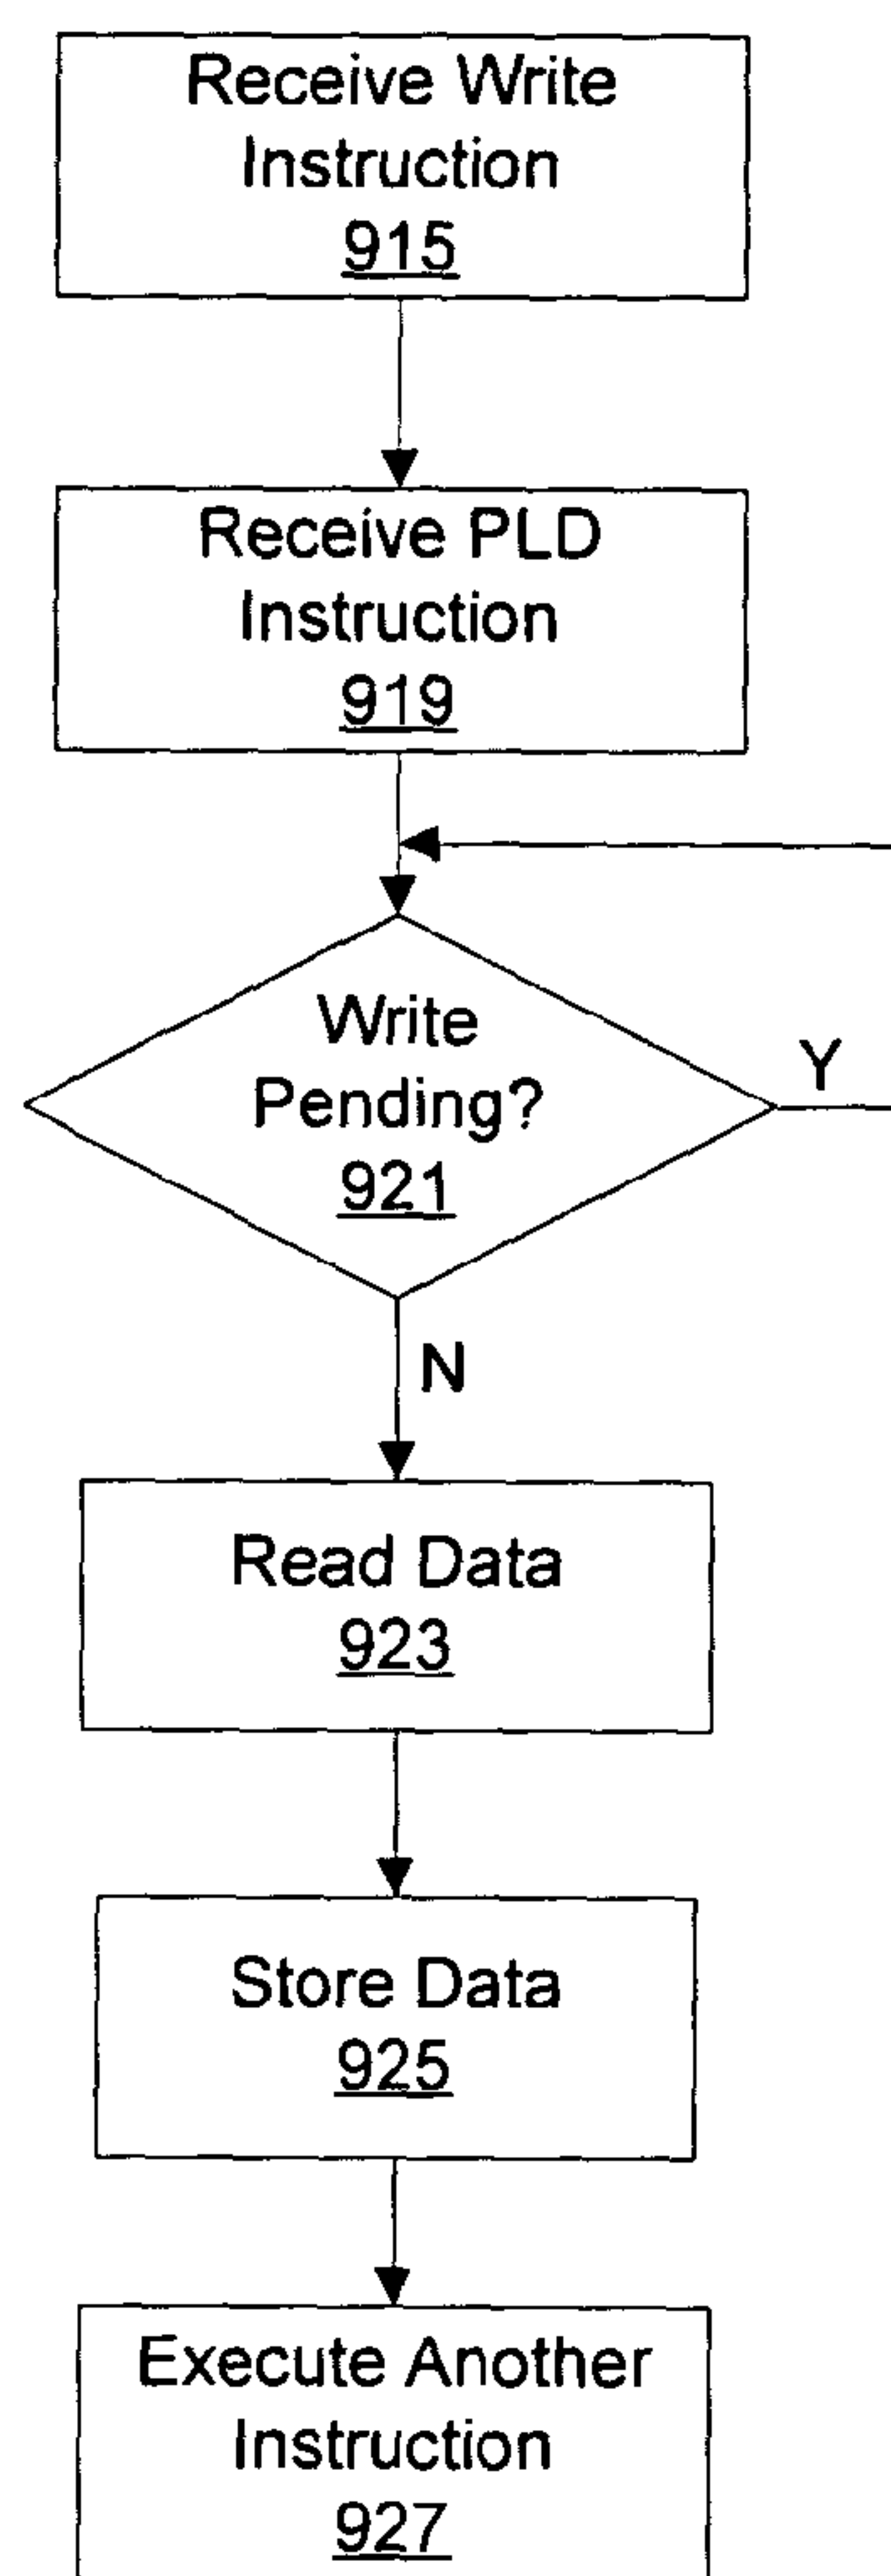 Receive Write
Instruction
915
Receive PLD
Instruction
919
Write
Pending?
921
Y
N
Read Data
923
Store Data
925
Execute Another
Instruction
927